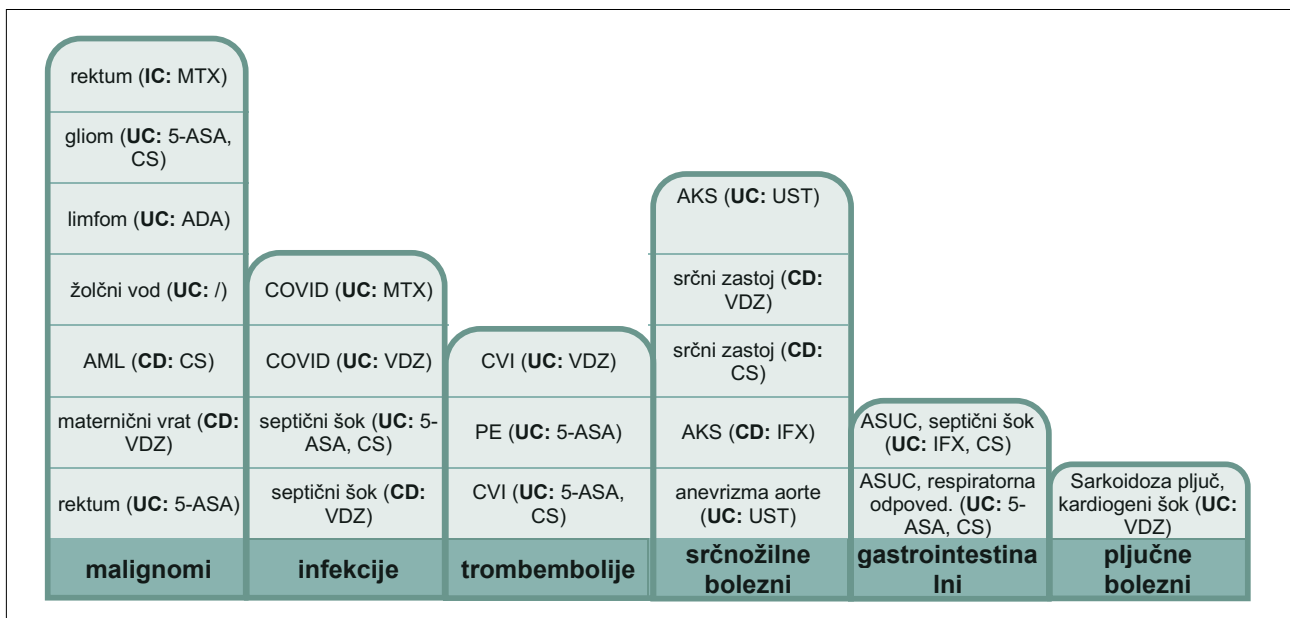 rektum (IC: MTX)
gliom (UC: 5-ASA,
CS)
limfom (UC: ADA)
žolčni vod (UC: /)
AML (CD: CS)
maternični vrat (CD:
VDZ)
rektum (UC: 5-ASA)
malignomi
COVID (UC: MTX)
COVID (UC: VDZ)
septični šok (UC: 5-
ASA, CS)
septični šok (CD:
VDZ)
infekcije
CVI (UC: VDZ)
PE (UC: 5-ASA)
CVI (UC: 5-ASA,
CS)
trombembolije
AKS (UC: UST)
srčni zastoj (CD:
VDZ)
srčni zastoj (CD:
CS)
AKS (CD: IFX)
anevrizma aorte
(UC: UST)
srčnožilne
bolezni
ASUC, septični šok
(UC: IFX, CS)
ASUC, respiratorna
odpoved. (UC: 5-
ASA, CS)
gastrointestina
lni
Sarkoidoza pljuč,
kardiogeni šok (UC:
VDZ)
pljučne
bolezni